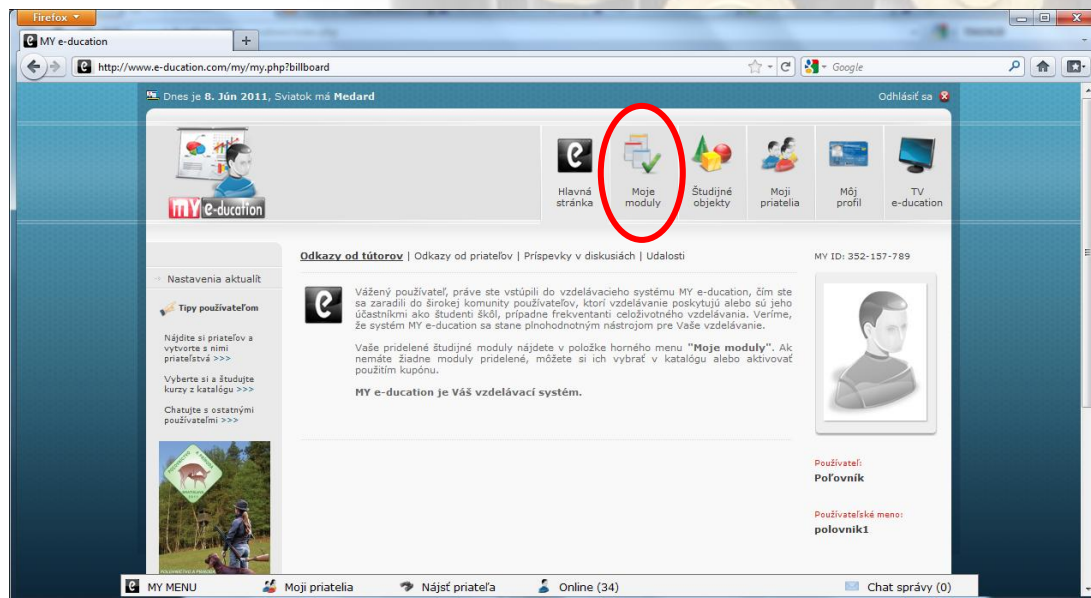 Firefox
MY e-ducation
http://www.e-ducation.com/my/my.php?billboard
Google
Dnes je 8. Jún 2011, Sviatok má Medard
Odhlásiť sa
mY e-ducation
Hlavná stránka
Moje moduly
Študijné objekty
Moji priatelia
Môj profil
TV e-ducation
Nastavenia aktualít
Tipy používateľom
Nájdite si priateľov a
vytvorte s nimi
priateľstvá >>>
Vyberte si a študujte
kurzy z katalógu >>>
Chatujte s ostatnými
používateľmi >>>
Odkazy od tútorov | Odkazy od priateľov | Príspevky v diskusiách | Udalosti
Vážený používateľ, práve ste vstúpili do vzdelávacieho systému MY e-ducation, čím ste
sa zaradili do širokej komunity používateľov, ktorí vzdelávanie poskytujú alebo sú jeho
účastníkmi ako študenti škôl, prípadne frekventanti celoživotného vzdelávania. Veríme,
že systém MY e-ducation sa stane plnohodnotným nástrojom pre Vaše vzdelávanie.
Vaše pridelené študijné moduly nájdete v položke horného menu "Moje moduly". Ak
nemáte žiadne moduly pridelené, môžete si ich vybrať v katalógu alebo aktivovať
použitím kupónu.
MY e-ducation je Váš vzdelávací systém.
MY ID: 352-157-789
Používateľ:
Poľovník
Používateľské meno:
polovnik1
MY MENU
Moji priatelia
Nájsť priateľa
Online (34)
Chat správy (0)